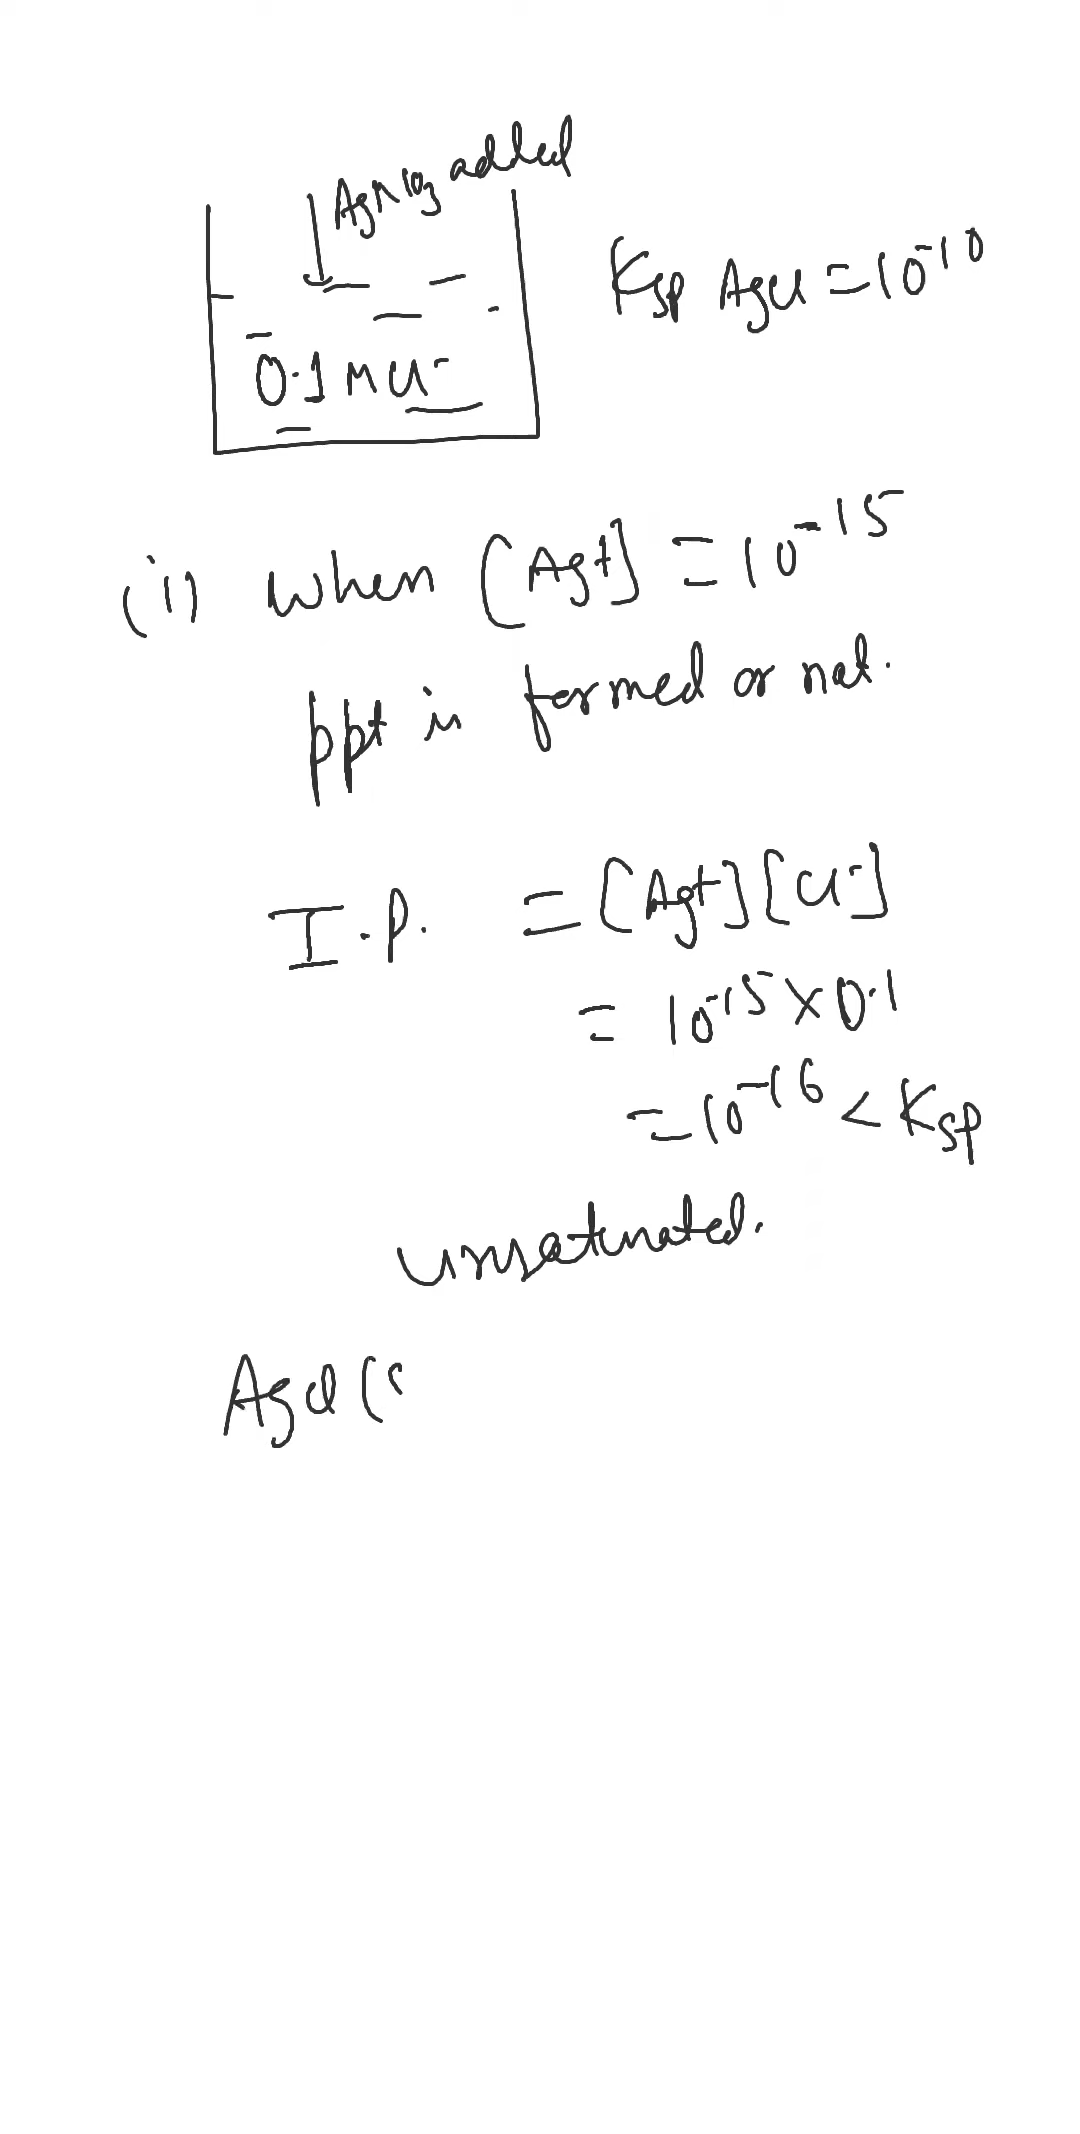 AgNO3 added
Ksp AgCl = 10^-10
0.1 M Cl-
(i) when [Ag+] = 10^-15
ppt is formed or not.
I.P. = [Ag+] [Cl-]
= 10^-15 × 0.1
= 10^-16 < Ksp
unsaturated.
AgCl (s